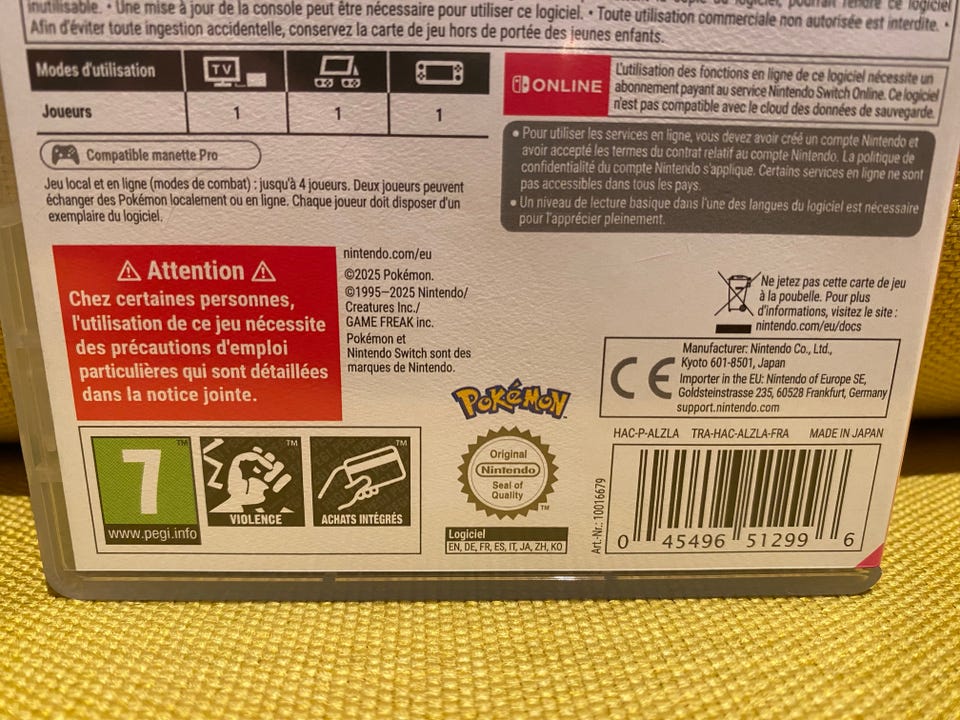 inutilisable. • Une mise à jour de la console peut être nécessaire pour utiliser ce logiciel. • Toute utilisation commerciale non autorisée est interdite. •
Afin d'éviter toute ingestion accidentelle, conservez la carte de jeu hors de portée des jeunes enfants.
Modes d'utilisation
TV
Joueurs
1
1
1
Compatible manette Pro
Jeu local et en ligne (modes de combat) : jusqu'à 4 joueurs. Deux joueurs peuvent
échanger des Pokémon localement ou en ligne. Chaque joueur doit disposer d'un
exemplaire du logiciel.
ONLINE
L'utilisation des fonctions en ligne de ce logiciel nécessite un
abonnement payant au service Nintendo Switch Online. Ce logiciel
n'est pas compatible avec le cloud des données de sauvegarde.
• Pour utiliser les services en ligne, vous devez avoir créé un compte Nintendo et
avoir accepté les termes du contrat relatif au compte Nintendo. La politique de
confidentialité du compte Nintendo s'applique. Certains services en ligne ne sont
pas accessibles dans tous les pays.
• Un niveau de lecture basique dans l'une des langues du logiciel est nécessaire
pour l'apprécier pleinement.
Attention
Chez certaines personnes,
l'utilisation de ce jeu nécessite
des précautions d'emploi
particulières qui sont détaillées
dans la notice jointe.
nintendo.com/eu
©2025 Pokémon.
©1995–2025 Nintendo/
Creatures Inc./
GAME FREAK inc.
Pokémon et
Nintendo Switch sont des
marques de Nintendo.
Ne jetez pas cette carte de jeu
à la poubelle. Pour plus
d'informations, visitez le site :
nintendo.com/eu/docs
CE
Manufacturer: Nintendo Co., Ltd.,
Kyoto 601-8501, Japan
Importer in the EU: Nintendo of Europe SE,
Goldsteinstrasse 235, 60528 Frankfurt, Germany
support.nintendo.com
POKéMON
Original
Nintendo
Seal of
Quality
TM
7
TM
www.pegi.info
TM
VIOLENCE
TM
ACHATS INTÉGRÉS
Logiciel
EN, DE, FR, ES, IT, JA, ZH, KO
HAC-P-ALZLA TRA-HAC-ALZLA-FRA MADE IN JAPAN
Art.-Nr.: 10016679
0 45496 51299 6